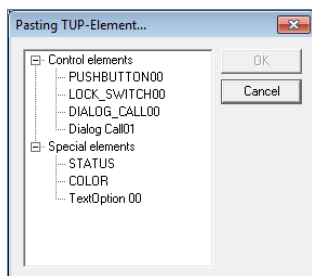 Pasting TUP-Element...
Control elements
OK
PUSHBUTTON00
LOCK_SWITCH00
Cancel
DIALOG_CALL00
Dialog Call01
Special elements
STATUS
COLOR
TextOption 00